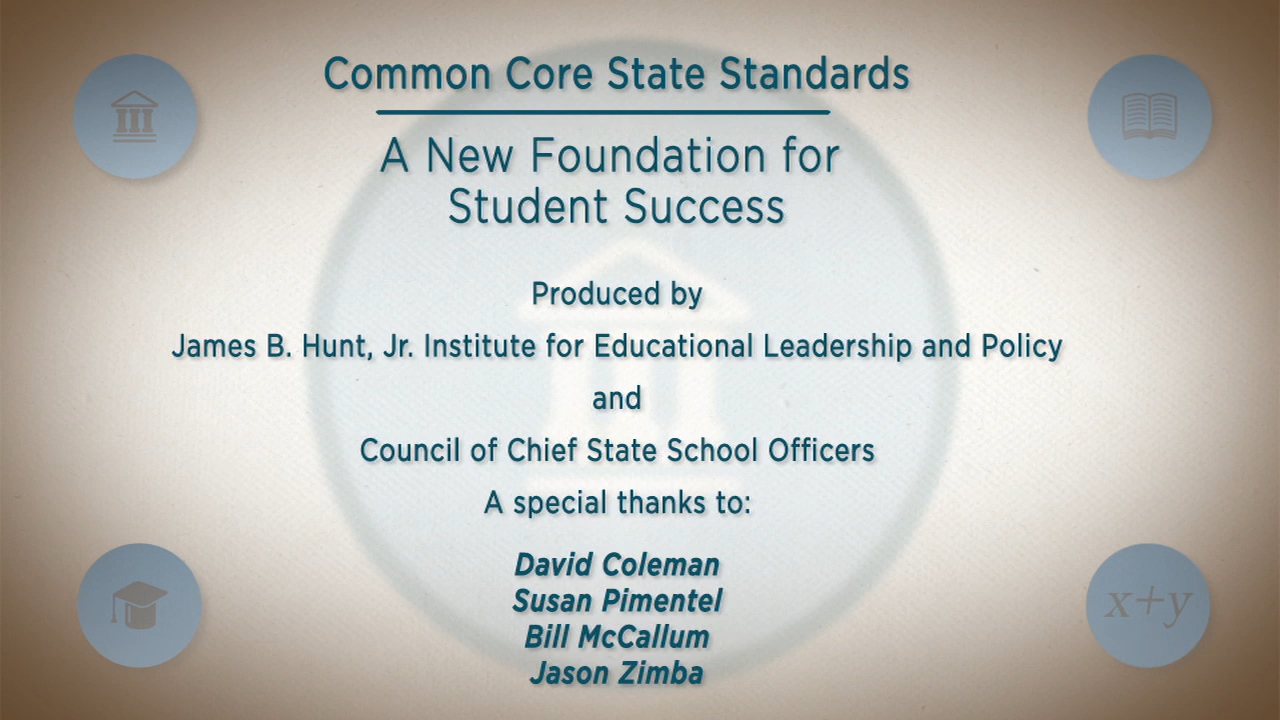 Common Core State Standards
A New Foundation for
Student Success
Produced by
James B. Hunt, Jr. Institute for Educational Leadership and Policy
and
Council of Chief State School Officers
A special thanks to:
David Coleman
Susan Pimentel
Bill McCallum
Jason Zimba
x+y